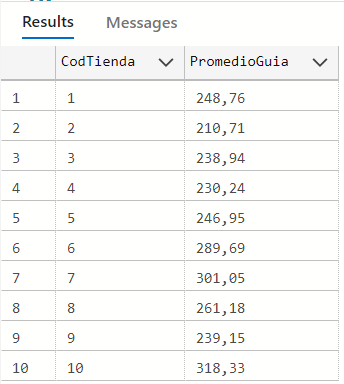 Results Messages
CodTienda PromedioGuia
1 1 248,76
2 2 210,71
3 3 238,94
4 4 230,24
5 5 246,95
6 6 289,69
7 7 301,05
8 8 261,18
9 9 239,15
10 10 318,33